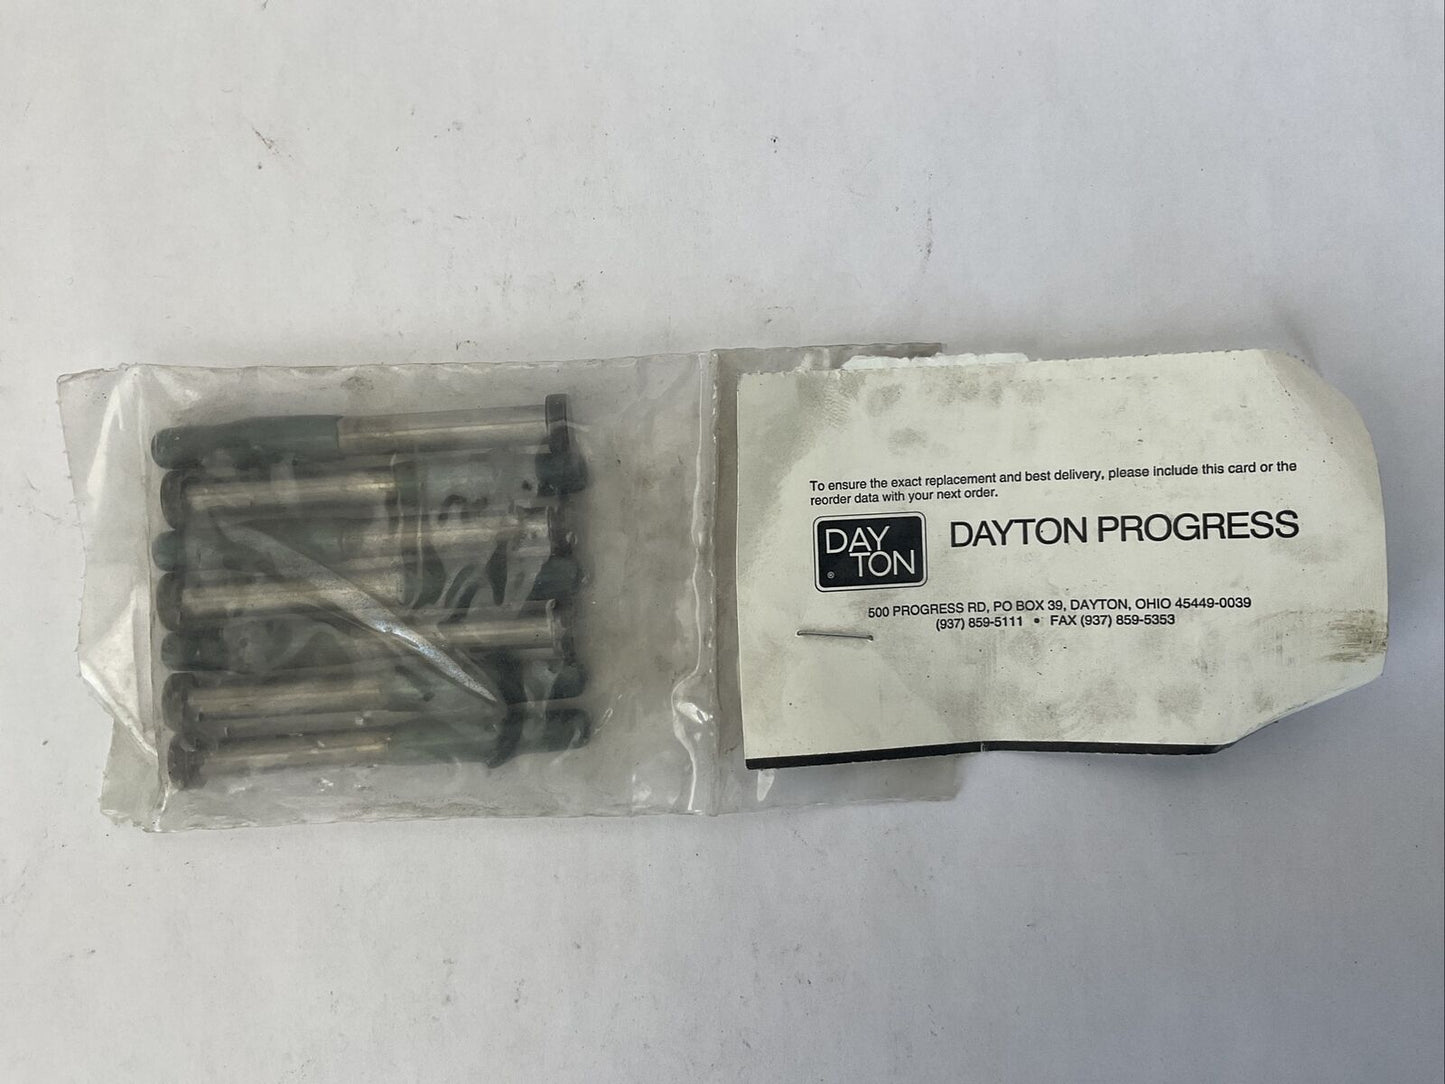 To ensure the exact replacement and best delivery, please include this card or the
reorder data with your next order.
DAY
TON
®
DAYTON PROGRESS
500 PROGRESS RD, PO BOX 39, DAYTON, OHIO 45449-0039
(937) 859-5111 • FAX (937) 859-5353